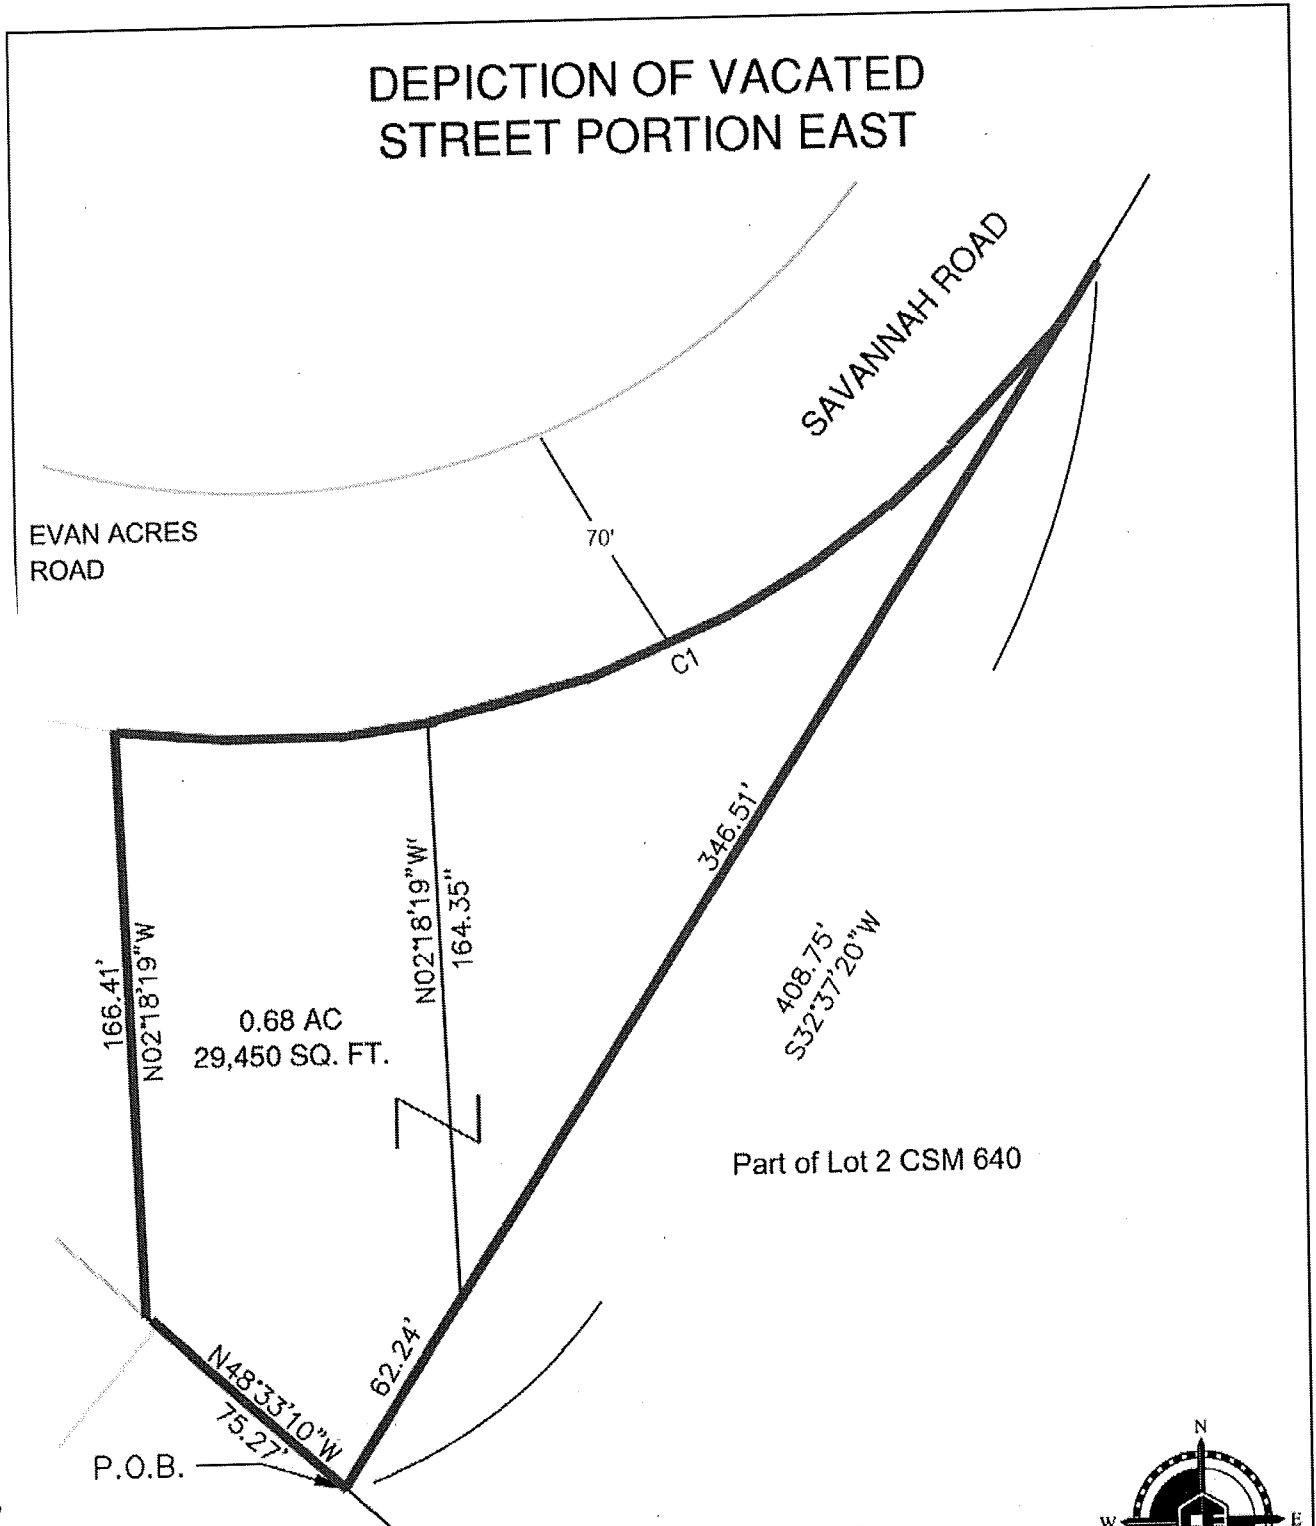 DEPICTION OF VACATED
STREET PORTION EAST
SAVANNAH ROAD
EVAN ACRES
ROAD
70'
C1
346.51'
N02°18'19"W'
164.35"
166.41'
N02°18'19"W
408.75'
S32°37'20"W
0.68 AC
29,450 SQ. FT.
Part of Lot 2 CSM 640
62.24'
N48°33'10"W
75.27'
P.O.B.
N
W
E